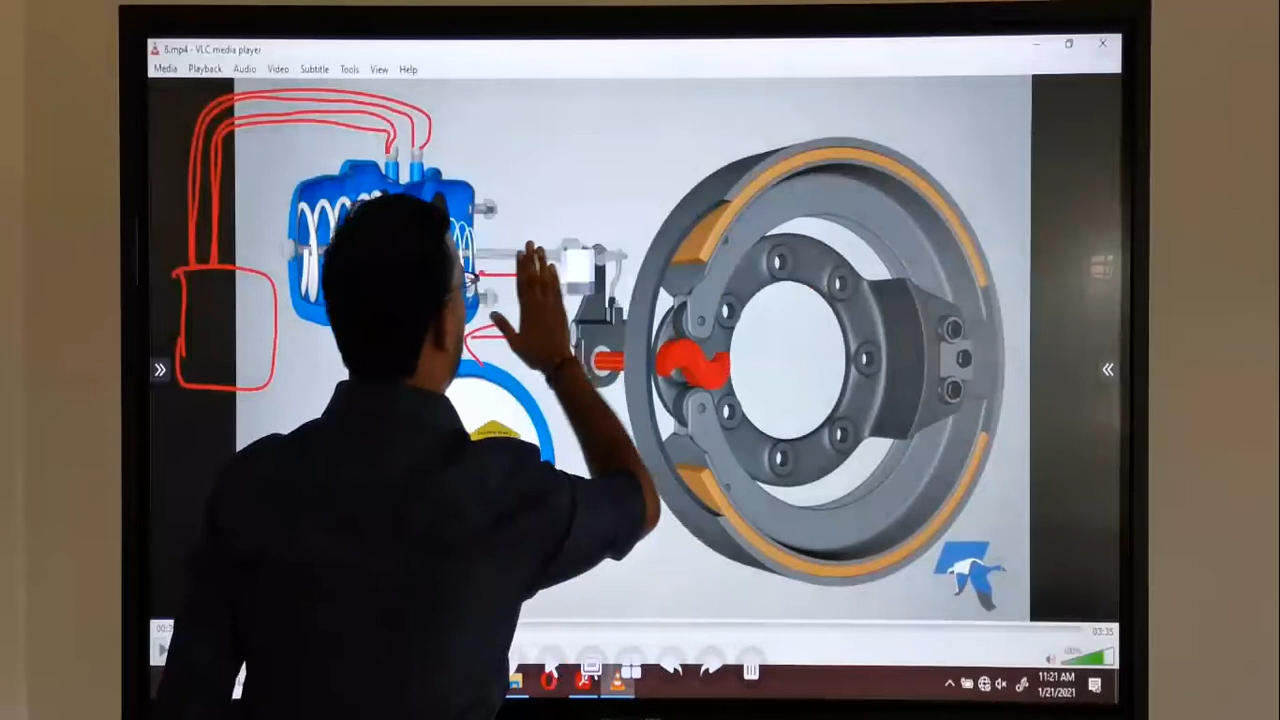 8.mp4 - VLC media player
Media Playback Audio Video Subtitle Tools View Help
03:35
100%
11:21 AM
1/21/2021